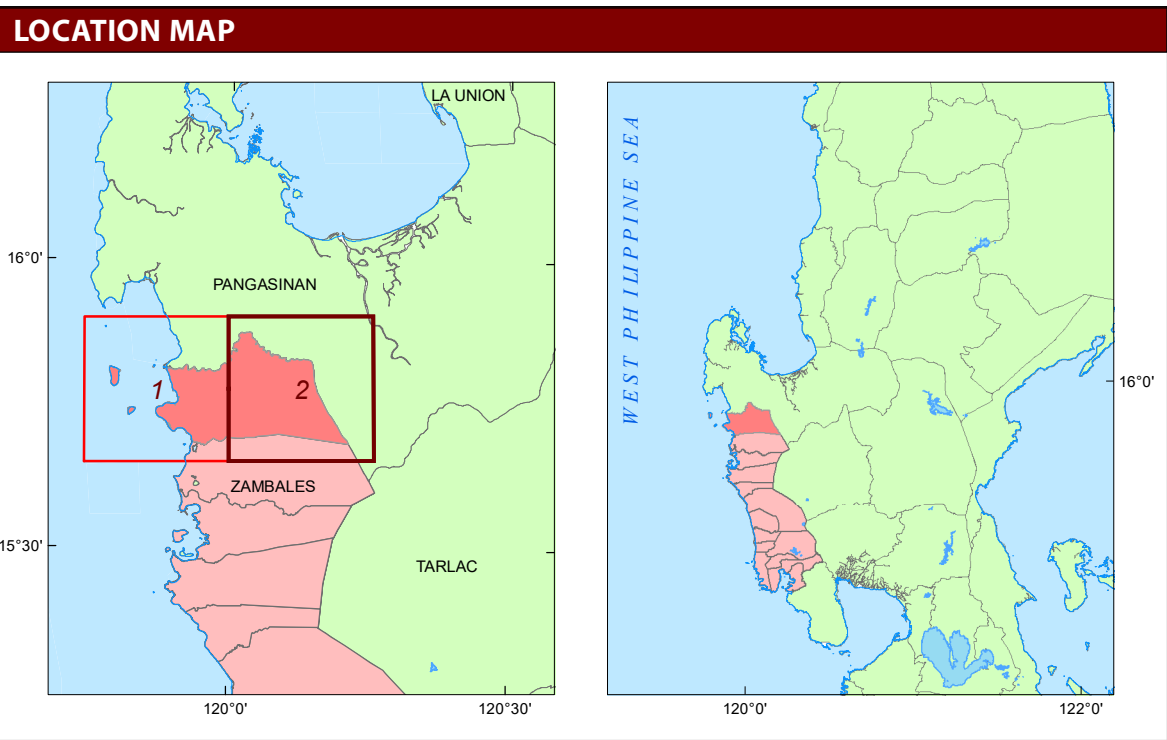 LOCATION MAP
LA UNION
16°0'
PANGASINAN
1
2
ZAMBALES
15°30'
TARLAC
120°0'
120°30'
WEST PHILIPPINE SEA
16°0'
120°0'
122°0'